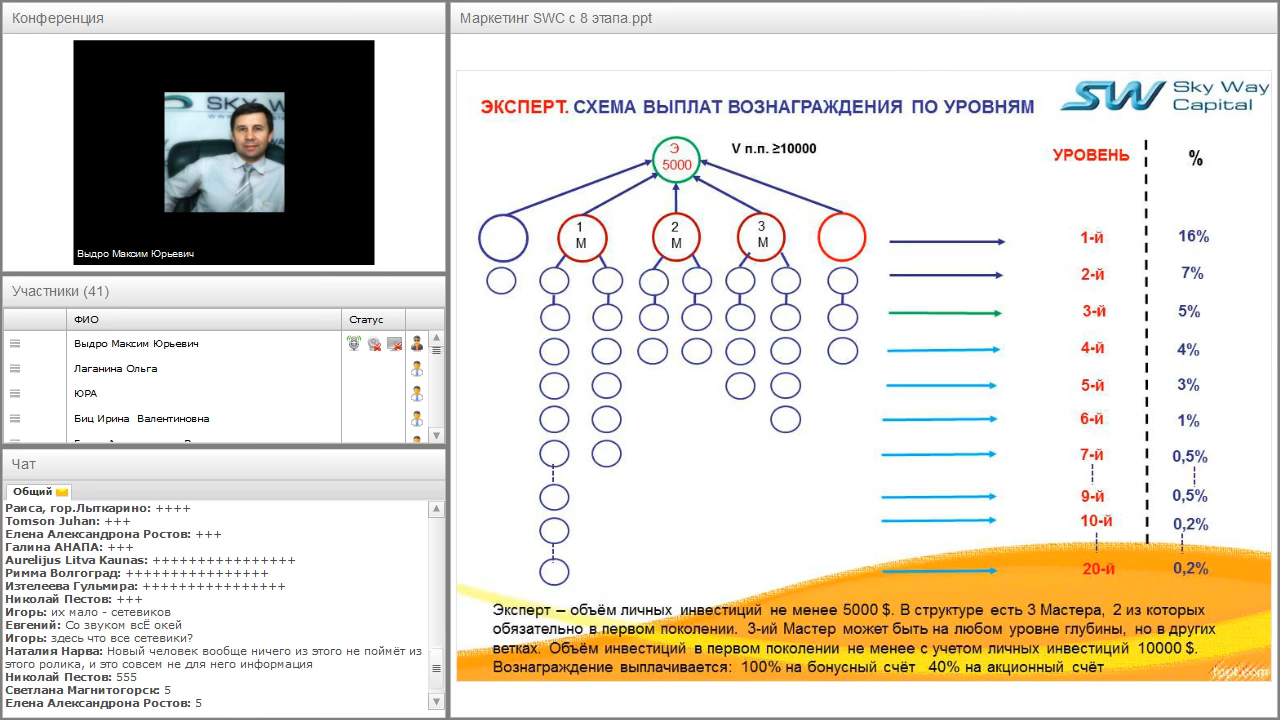 Конференция
SKY W
Выдро Максим Юрьевич
Участники (41)
ФИО
Статус
Выдро Максим Юрьевич
Лаганина Ольга
ЮРА
Биц Ирина Валентиновна
Чат
Общий
Раиса, гор.Лыткарино: ++++
Tomson Juhan: +++
Елена Александрона Ростов: +++
Галина АНАПА: +++
Aurelijus Litva Kaunas: ++++++++++++++++
Римма Волгоград: ++++++++++++++++
Изтелеева Гульмира: ++++++++++++++++
Николай Пестов: +++
Игорь: их мало - сетевиков
Евгений: Со звуком всё окей
Игорь: здесь что все сетевики?
Наталия Нарва: Новый человек вообще ничего из этого не поймёт из
этого ролика, и это совсем не для него информация
Николай Пестов: 555
Светлана Магнитогорск: 5
Елена Александрона Ростов: 5
Маркетинг SWC с 8 этапа.ppt
ЭКСПЕРТ. СХЕМА ВЫПЛАТ ВОЗНАГРАЖДЕНИЯ ПО УРОВНЯМ
SW Sky Way
Capital
Э
5000
V п.п. ≥10000
УРОВЕНЬ %
1
М
2
М
3
М
1-й 16%
2-й 7%
3-й 5%
4-й 4%
5-й 3%
6-й 1%
7-й 0,5%
9-й 0,5%
10-й 0,2%
20-й 0,2%
Эксперт – объём личных инвестиций не менее 5000 $. В структуре есть 3 Мастера, 2 из которых
обязательно в первом поколении. 3-ий Мастер может быть на любом уровне глубины, но в других
ветках. Объём инвестиций в первом поколении не менее с учетом личных инвестиций 10000 $.
Вознаграждение выплачивается: 100% на бонусный счёт 40% на акционный счёт